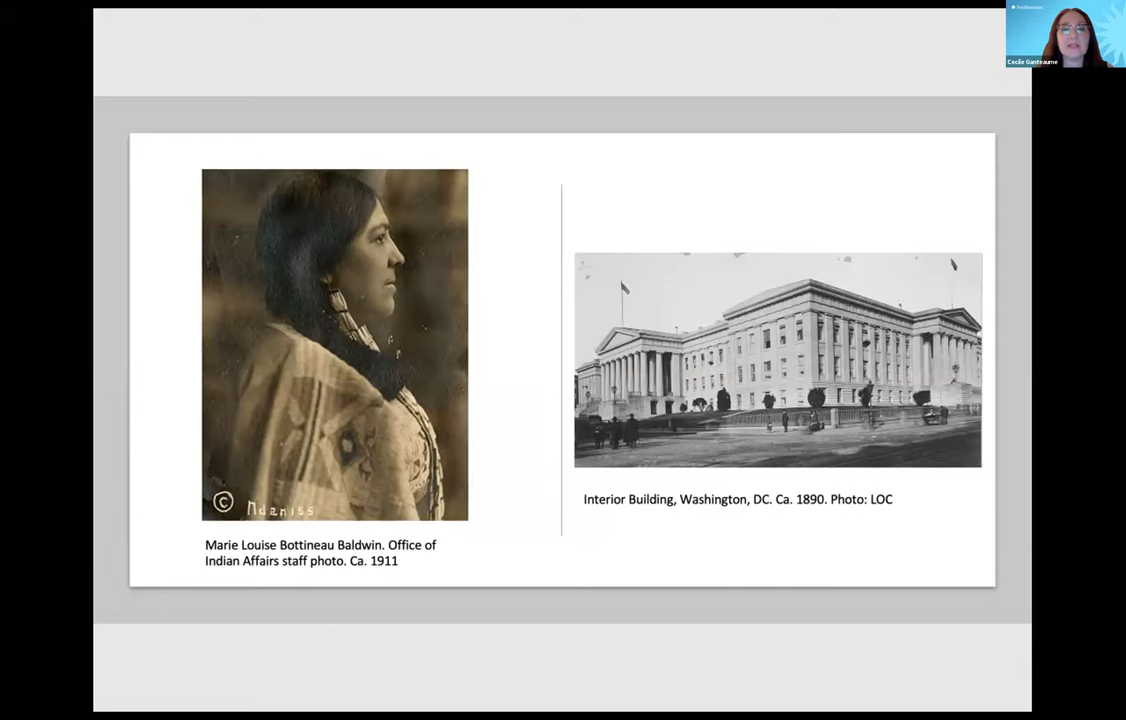 Smithsonian
Cecile Ganteaume
© Ndaniss
Marie Louise Bottineau Baldwin. Office of
Indian Affairs staff photo. Ca. 1911
Interior Building, Washington, DC. Ca. 1890. Photo: LOC